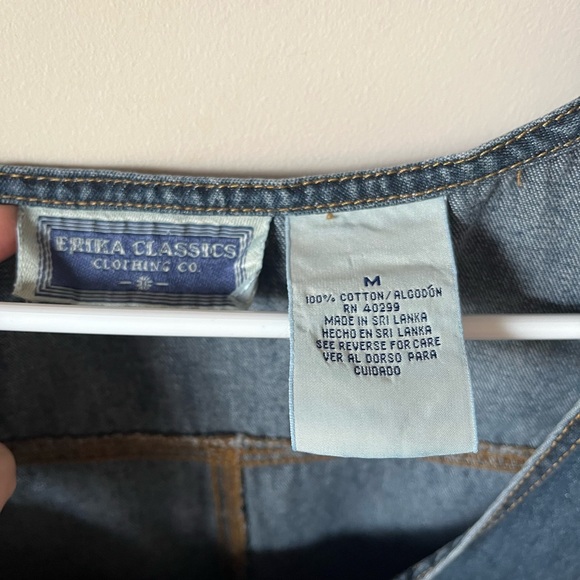 ERIKA CLASSICS
CLOTHING CO.
M
100% COTTON/ALGODÓN
RN 40299
MADE IN SRI LANKA
HECHO EN SRI LANKA
SEE REVERSE FOR CARE
VER AL DORSO PARA
CUIDADO